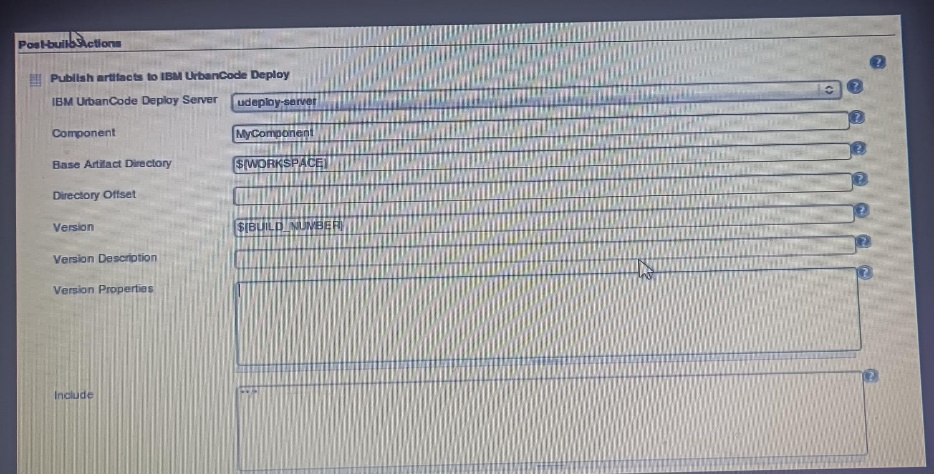 Post-build Actions
Publish artifacts to IBM UrbanCode Deploy
IBM UrbanCode Deploy Server udeploy-server
Component MyComponent
Base Artifact Directory ${WORKSPACE}
Directory Offset
Version ${BUILD_NUMBER}
Version Description
Version Properties
Include